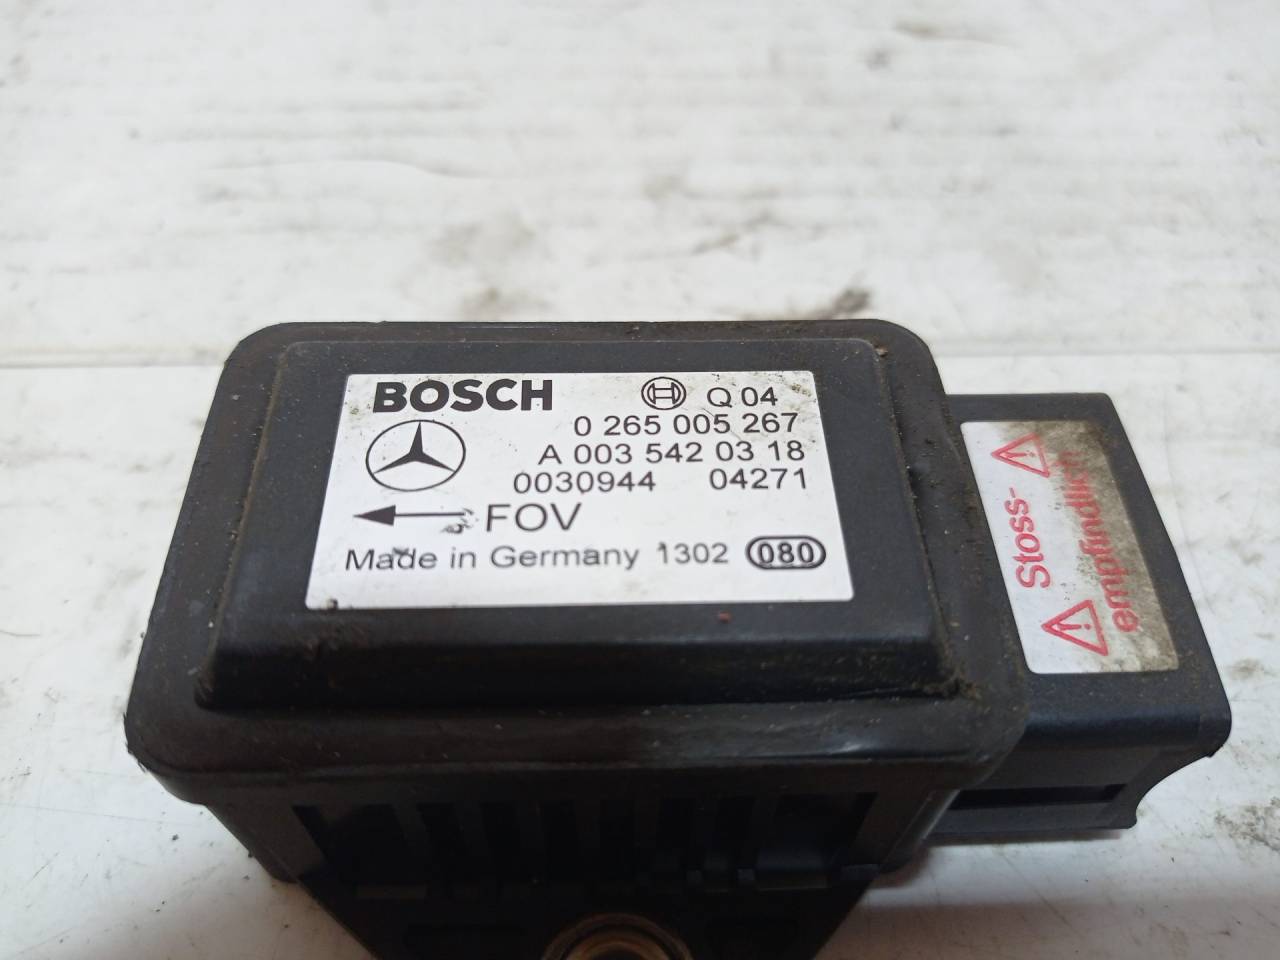 BOSCH Q 04
0 265 005 267
A 003 542 03 18
0030944 04271
FOV
Made in Germany 1302 080
Stoss-
empfindlich